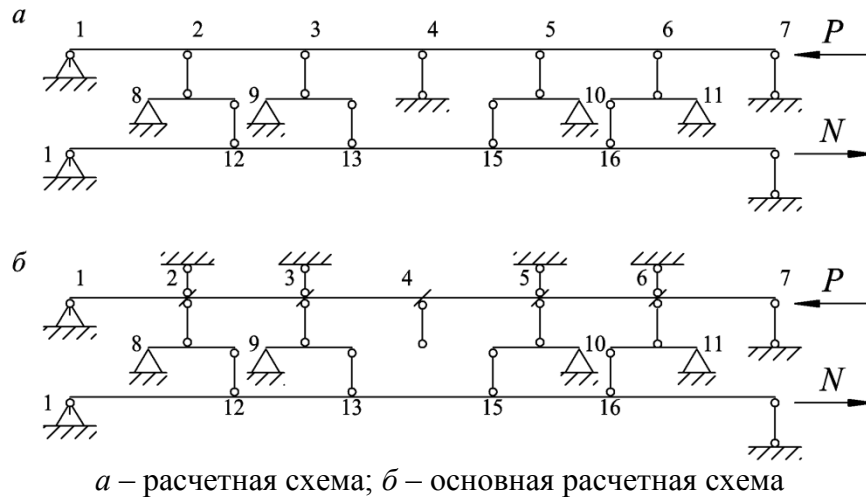 а
1 2 3 4 5 6 7 P
8 9 10 11
1 12 13 15 16 N
б
1 2 3 4 5 6 7 P
8 9 10 11
1 12 13 15 16 N
а – расчетная схема; б – основная расчетная схема